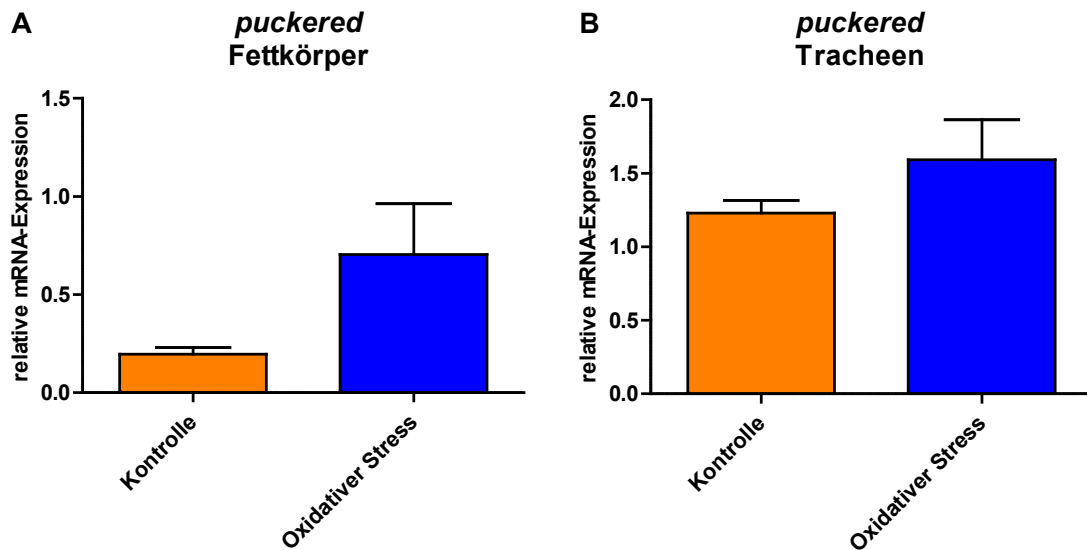 A
puckered
Fettkörper
relative mRNA-Expression
1.5
1.0
0.5
0.0
Kontrolle
Oxidativer Stress
B
puckered
Tracheen
relative mRNA-Expression
2.0
1.5
1.0
0.5
0.0
Kontrolle
Oxidativer Stress